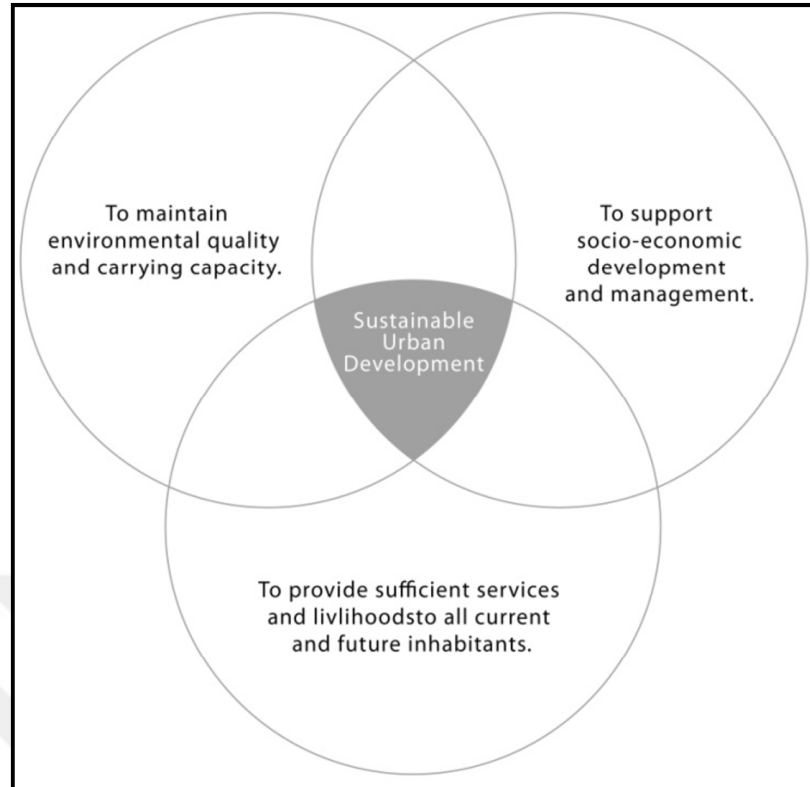 To maintain
environmental quality
and carrying capacity.
To support
socio-economic
development
and management.
Sustainable
Urban
Development
To provide sufficient services
and livlihoodsto all current
and future inhabitants.